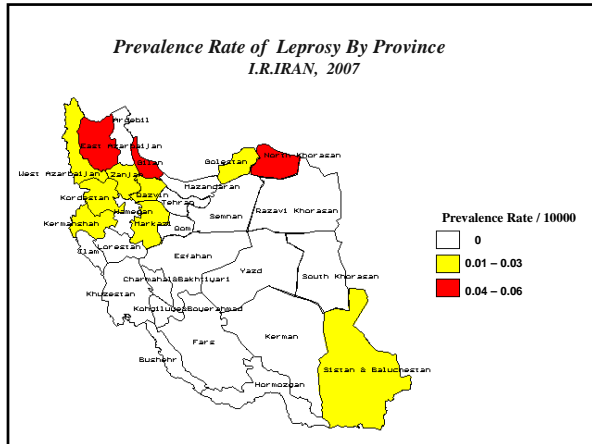 Prevalence Rate of Leprosy By Province
I.R.IRAN, 2007
Ardebil
East Azarbaijan
Gilan
North Khorasan
Golestan
West Azarbaijan
Zanjan
Mazandaran
Qazvin
Kordestan
Tehran
Hamedan
Semnan
Razavi Khorasan
Kermanshah
Markazi
Qom
Lorestan
Ilam
Esfahan
Yazd
South Khorasan
Charmahal&Bakhtiyari
Khuzestan
Kohgiluye&Boyerahmad
Kerman
Fars
Bushehr
Sistan & Baluchestan
Hormozgan
Prevalence Rate / 10000
0
0.01 – 0.03
0.04 – 0.06